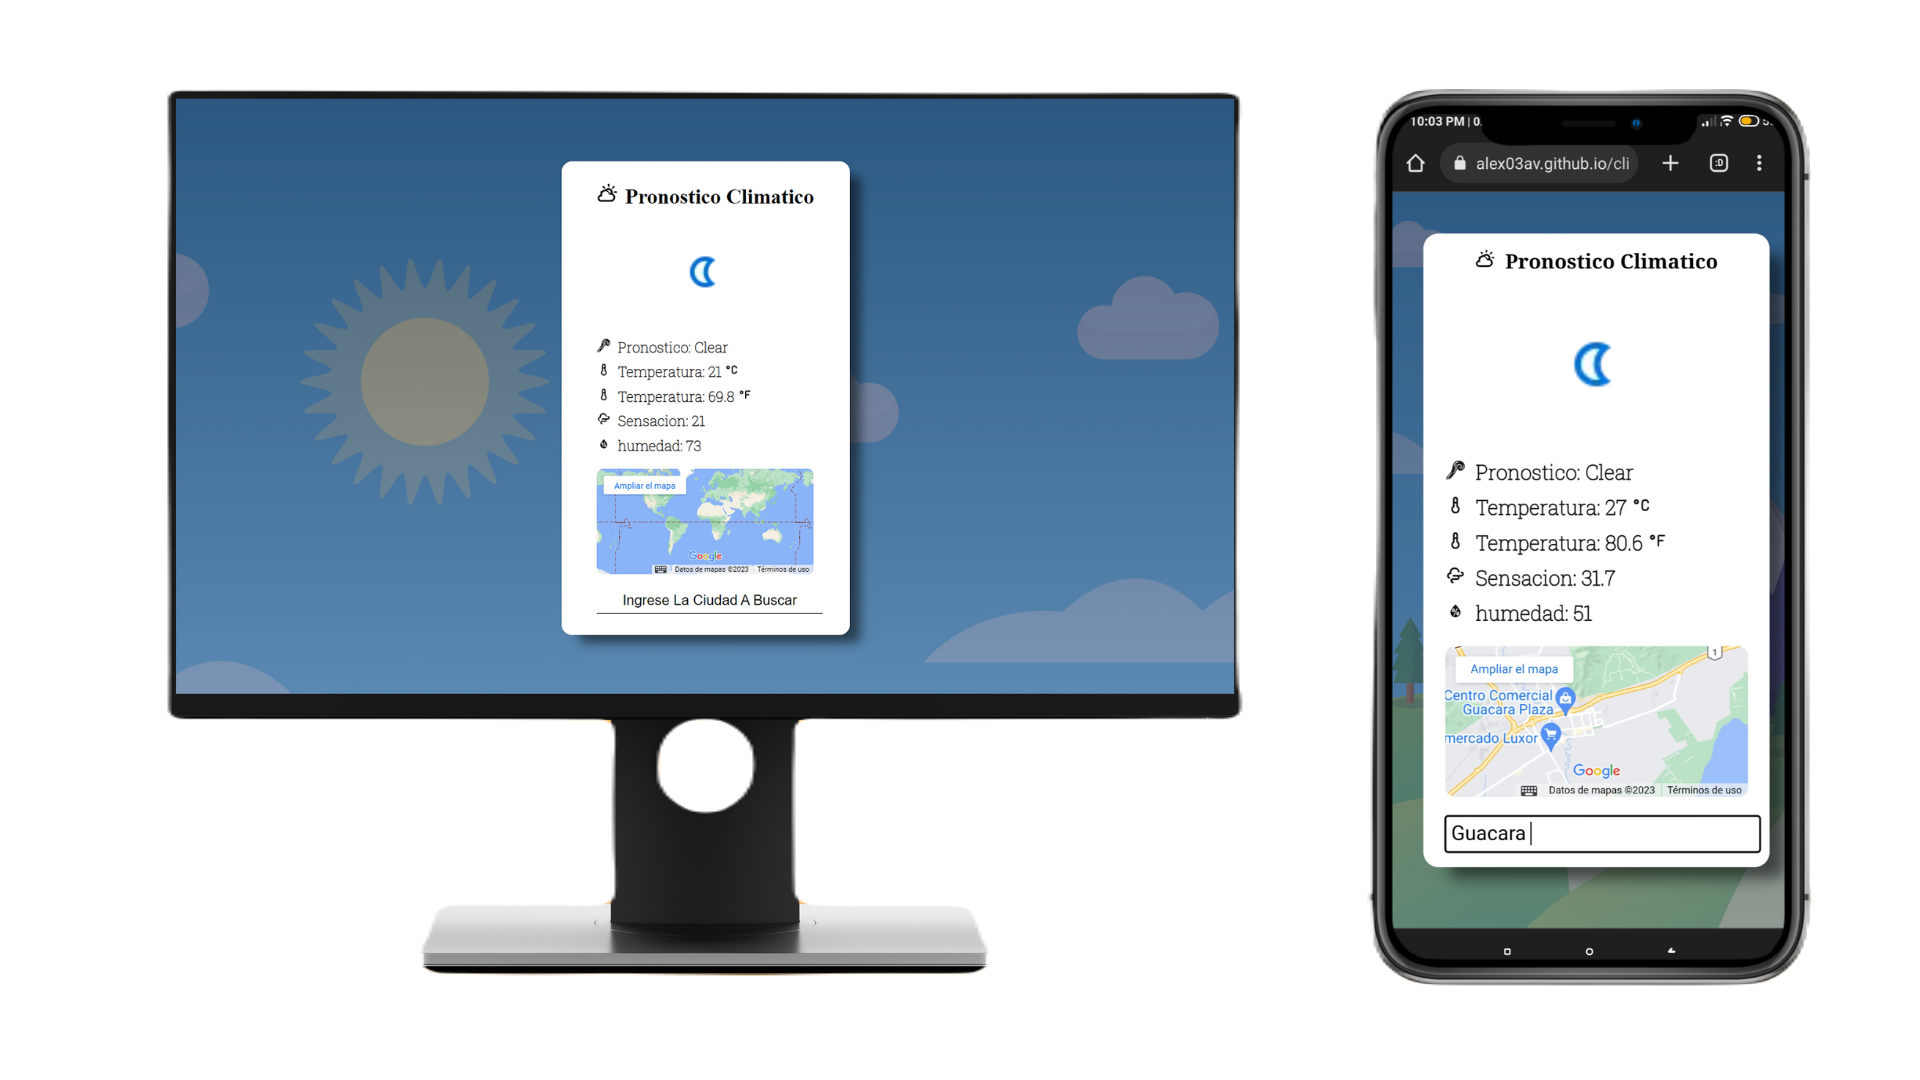 Pronostico Climatico
Pronostico: Clear
Temperatura: 21 °C
Temperatura: 69.8 °F
Sensacion: 21
humedad: 73
Ampliar el mapa
Google
Datos de mapas ©2023 Términos de uso
Ingrese La Ciudad A Buscar
10:03 PM | 0.
alex03av.github.io/cli
:D
Pronostico Climatico
Pronostico: Clear
Temperatura: 27 °C
Temperatura: 80.6 °F
Sensacion: 31.7
humedad: 51
1
Ampliar el mapa
Centro Comercial
Guacara Plaza
mercado Luxor
Google
Datos de mapas ©2023 Términos de uso
Guacara